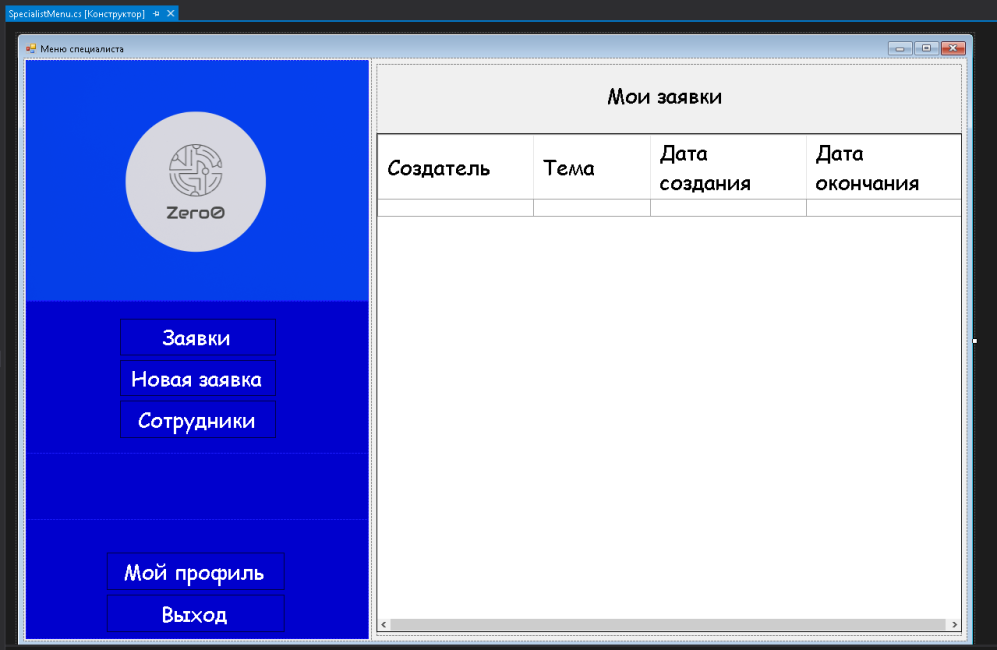 SpecialistMenu.cs [Конструктор]
Меню специалиста
Zero0
Заявки
Новая заявка
Сотрудники
Мой профиль
Выход
Мои заявки
Создатель
Тема
Дата
создания
Дата
окончания